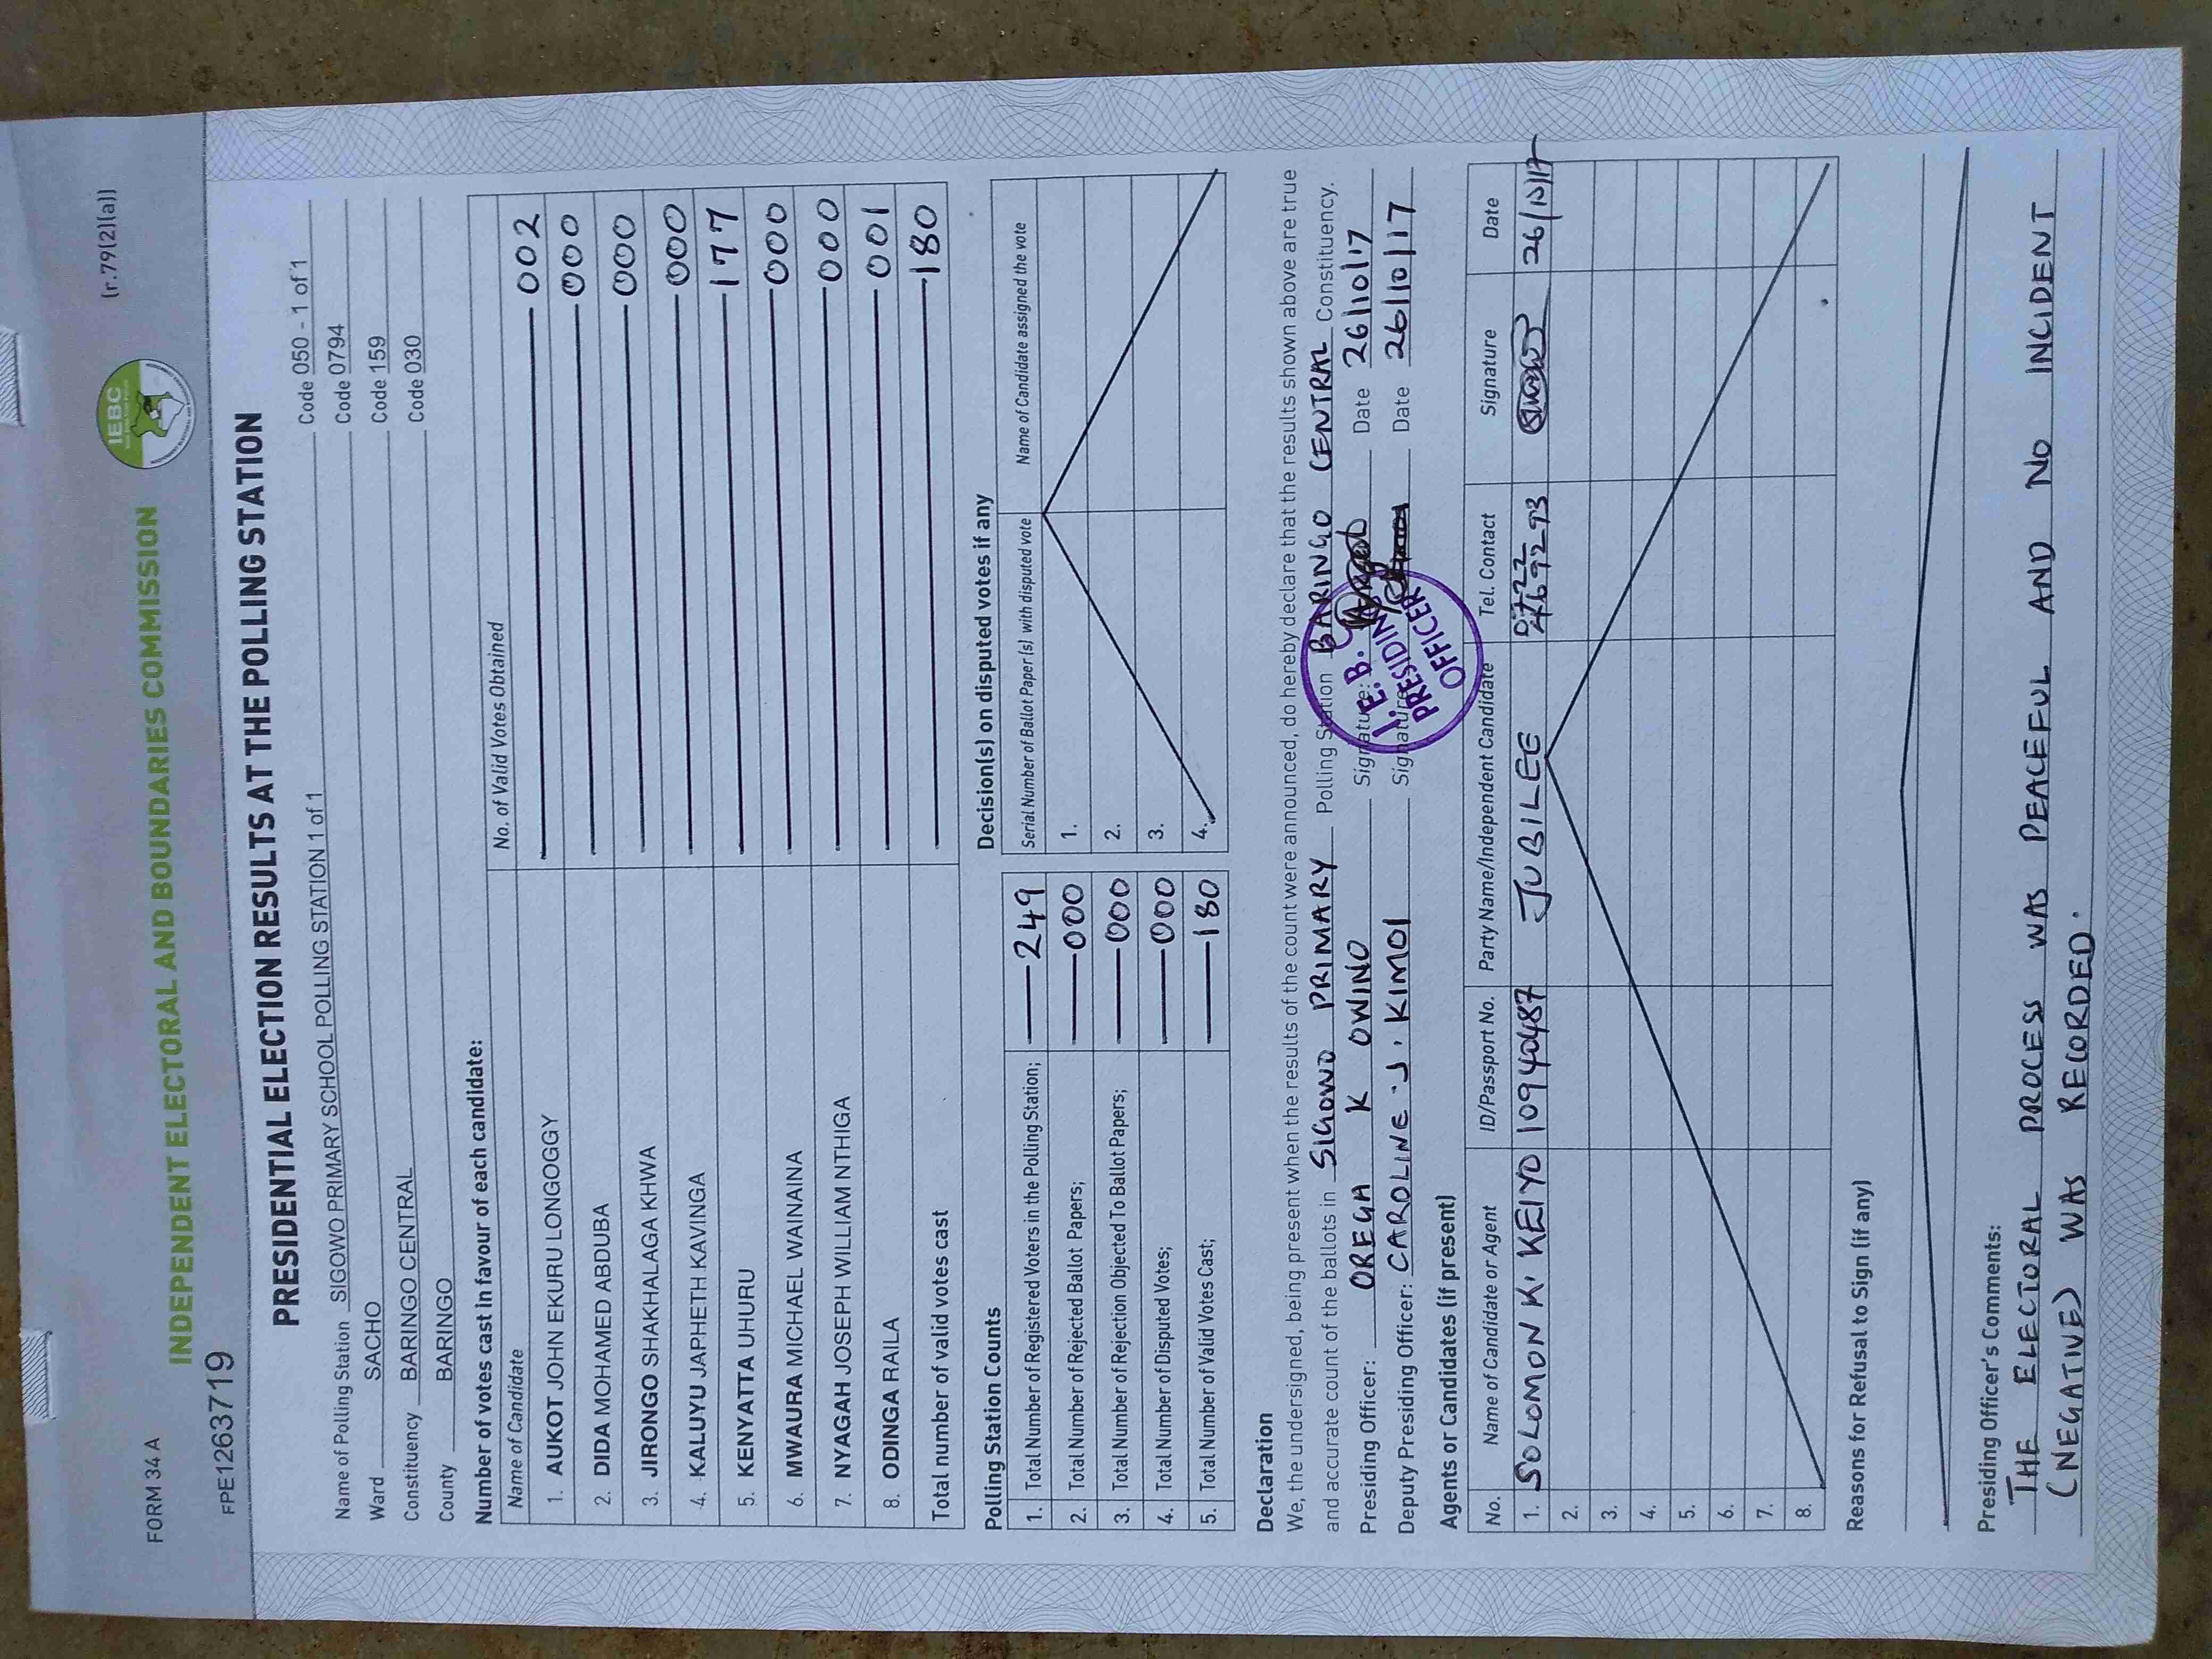 FORM 34 A
(r.79(2)(a))
IEBC
INDEPENDENT ELECTORAL AND BOUNDARIES COMMISSION
FPE1263719
PRESIDENTIAL ELECTION RESULTS AT THE POLLING STATION
Name of Polling Station SIGOWO PRIMARY SCHOOL POLLING STATION 1 of 1 Code 050 - 1 of 1
Ward SACHO Code 0794
Constituency BARINGO CENTRAL Code 159
County BARINGO Code 030
Number of votes cast in favour of each candidate:
Name of Candidate No. of Valid Votes Obtained
1. AUKOT JOHN EKURU LONGOGGY 002
2. DIDA MOHAMED ABDUBA 000
3. JIRONGO SHAKHALAGA KHWA 000
4. KALUYU JAPHETH KAVINGA 000
5. KENYATTA UHURU 177
6. MWAURA MICHAEL WAINAINA 000
7. NYAGAH JOSEPH WILLIAM NTHIGA 000
8. ODINGA RAILA 001
Total number of valid votes cast 180
Polling Station Counts
1. Total Number of Registered Voters in the Polling Station; 249
2. Total Number of Rejected Ballot Papers; 000
3. Total Number of Rejection Objected To Ballot Papers; 000
4. Total Number of Disputed Votes; 000
5. Total Number of Valid Votes Cast; 180
Decision(s) on disputed votes if any
Serial Number of Ballot Paper (s) with disputed vote Name of Candidate assigned the vote
1.
2.
3.
4.
Declaration
We, the undersigned, being present when the results of the count were announced, do hereby declare that the results shown above are true
and accurate count of the ballots in SIGOWO PRIMARY Polling Station BARINGO CENTRAL Constituency.
Presiding Officer: OREGA K OWINO Signature: Date 26/10/17
Deputy Presiding Officer: CAROLINE J. KIMOI Signature: Date 26/10/17
I.E.B.C
PRESIDING
OFFICER
Agents or Candidates (if present)
No. Name of Candidate or Agent ID/Passport No. Party Name/Independent Candidate Tel. Contact Signature Date
1. SOLOMON K. KEIYO 10940487 JUBILEE 0722 26/10/17
2.
3.
4.
5.
6.
7.
8.
Reasons for Refusal to Sign (if any)
Presiding Officer's Comments:
THE ELECTORAL PROCESS WAS PEACEFUL AND NO INCIDENT
(NEGATIVE) WAS RECORDED.